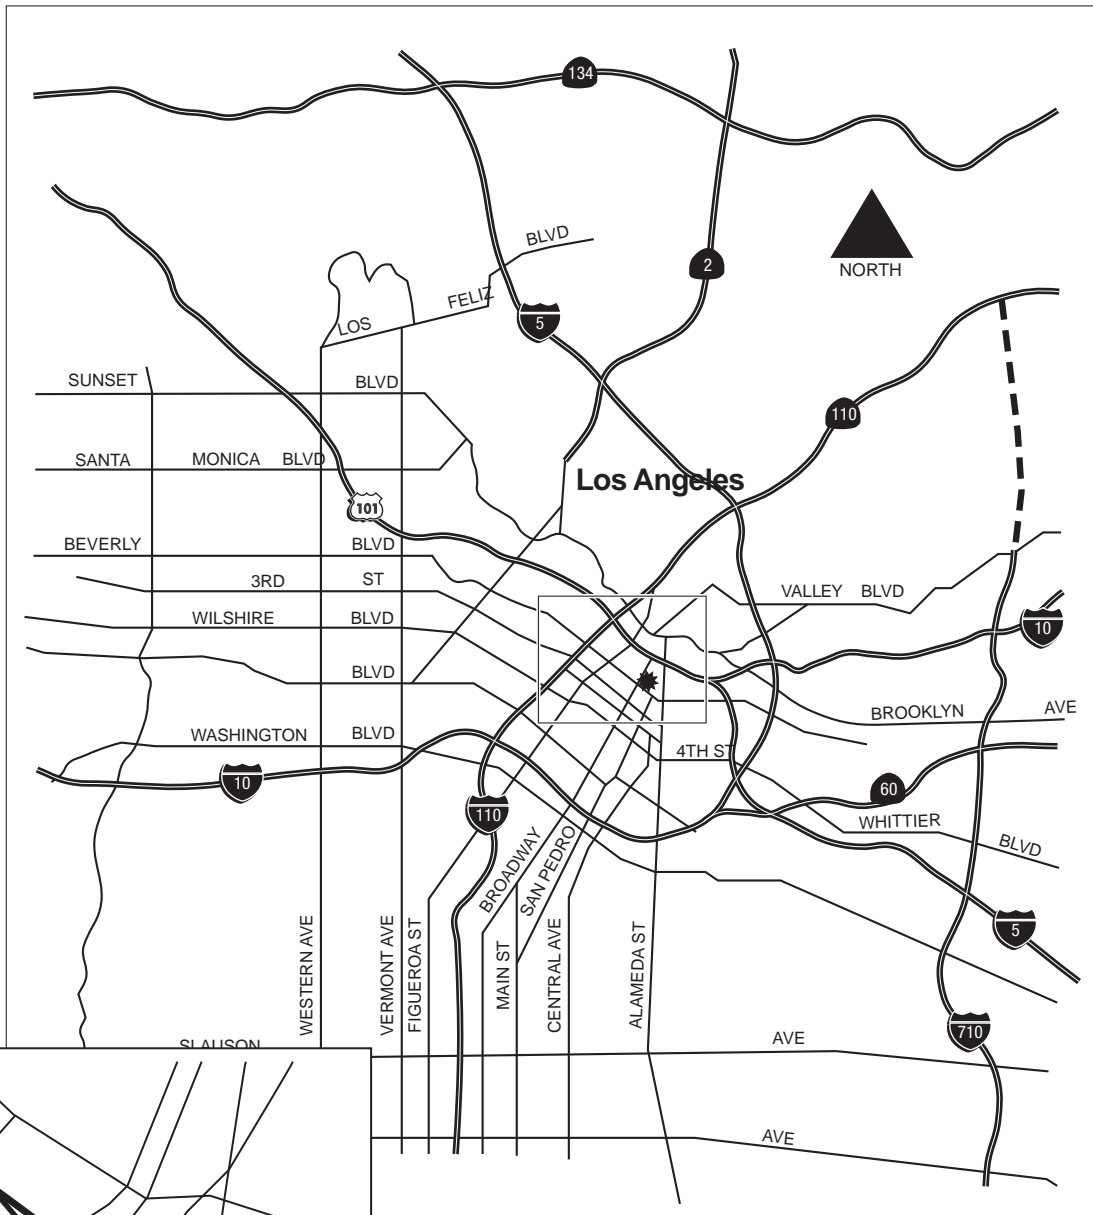 134
BLVD
2
NORTH
FELIZ
LOS
5
SUNSET BLVD
110
SANTA MONICA BLVD
Los Angeles
101
BEVERLY BLVD
3RD ST
VALLEY BLVD
WILSHIRE BLVD
10
BLVD
BROOKLYN AVE
WASHINGTON BLVD
4TH ST
10
60
110
WHITTIER BLVD
BROADWAY
SAN PEDRO
5
WESTERN AVE
VERMONT AVE
FIGUEROA ST
MAIN ST
CENTRAL AVE
ALAMEDA ST
710
SLAUSON AVE
AVE